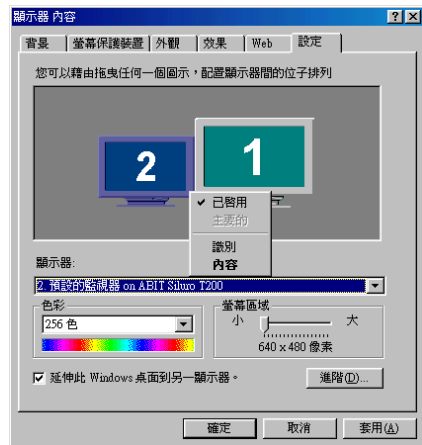 顯示器 內容
背景 螢幕保護裝置 外觀 效果 Web 設定
您可以藉由拖曳任何一個圖示，配置顯示器間的位子排列
2 1
已啓用
主要的
識別
內容
顯示器:
2. 預設的監視器 on ABIT Siluro T200
色彩 螢幕區域
256 色 小 大
640 x 480 像素
延伸此 Windows 桌面到另一顯示器。 進階(D)...
確定 取消 套用(A)